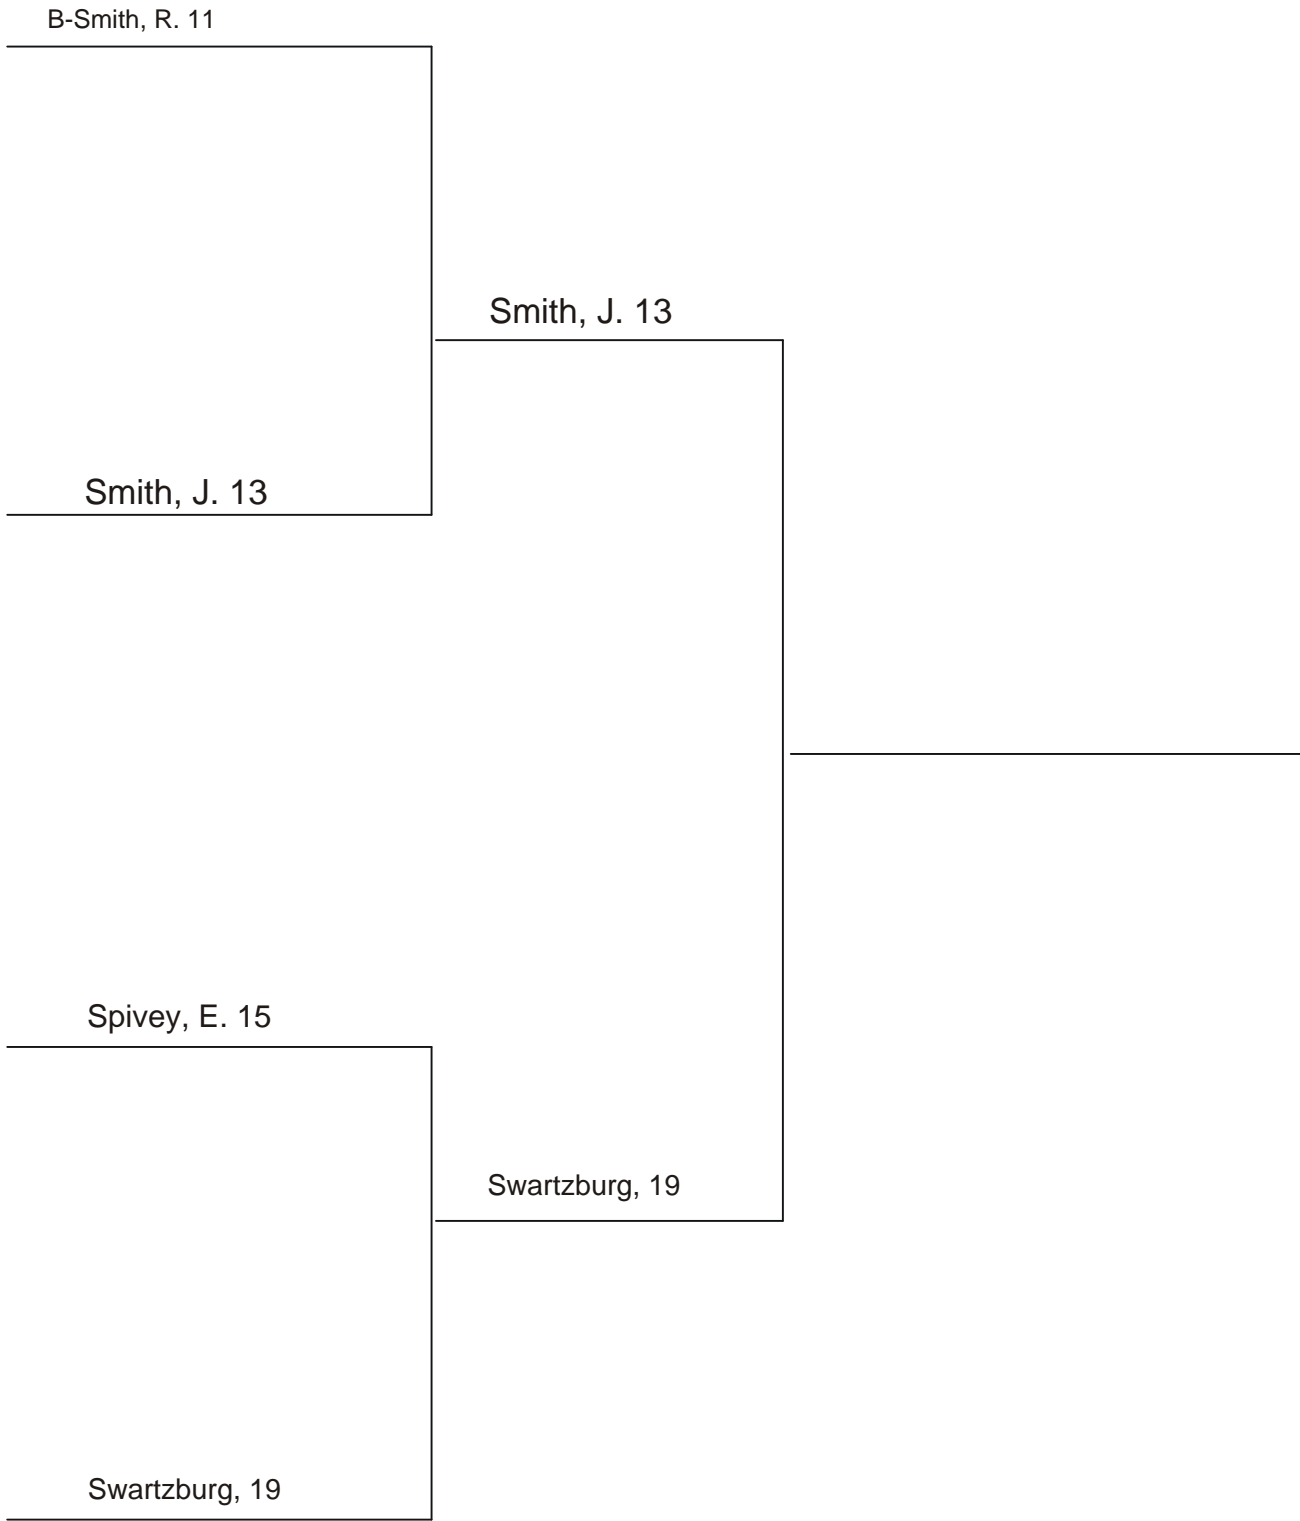 B-Smith, R. 11
Smith, J. 13
Smith, J. 13
Spivey, E. 15
Swartzburg, 19
Swartzburg, 19